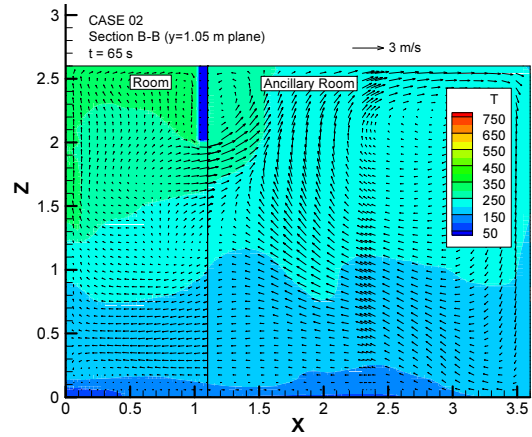 CASE 02
Section B-B (y=1.05 m plane)
t = 65 s
3 m/s
Room
Ancillary Room
T
750
650
550
450
350
250
150
50
Z
2.5
2
1.5
1
0.5
0
0 0.5 1 1.5 2 2.5 3 3.5
X